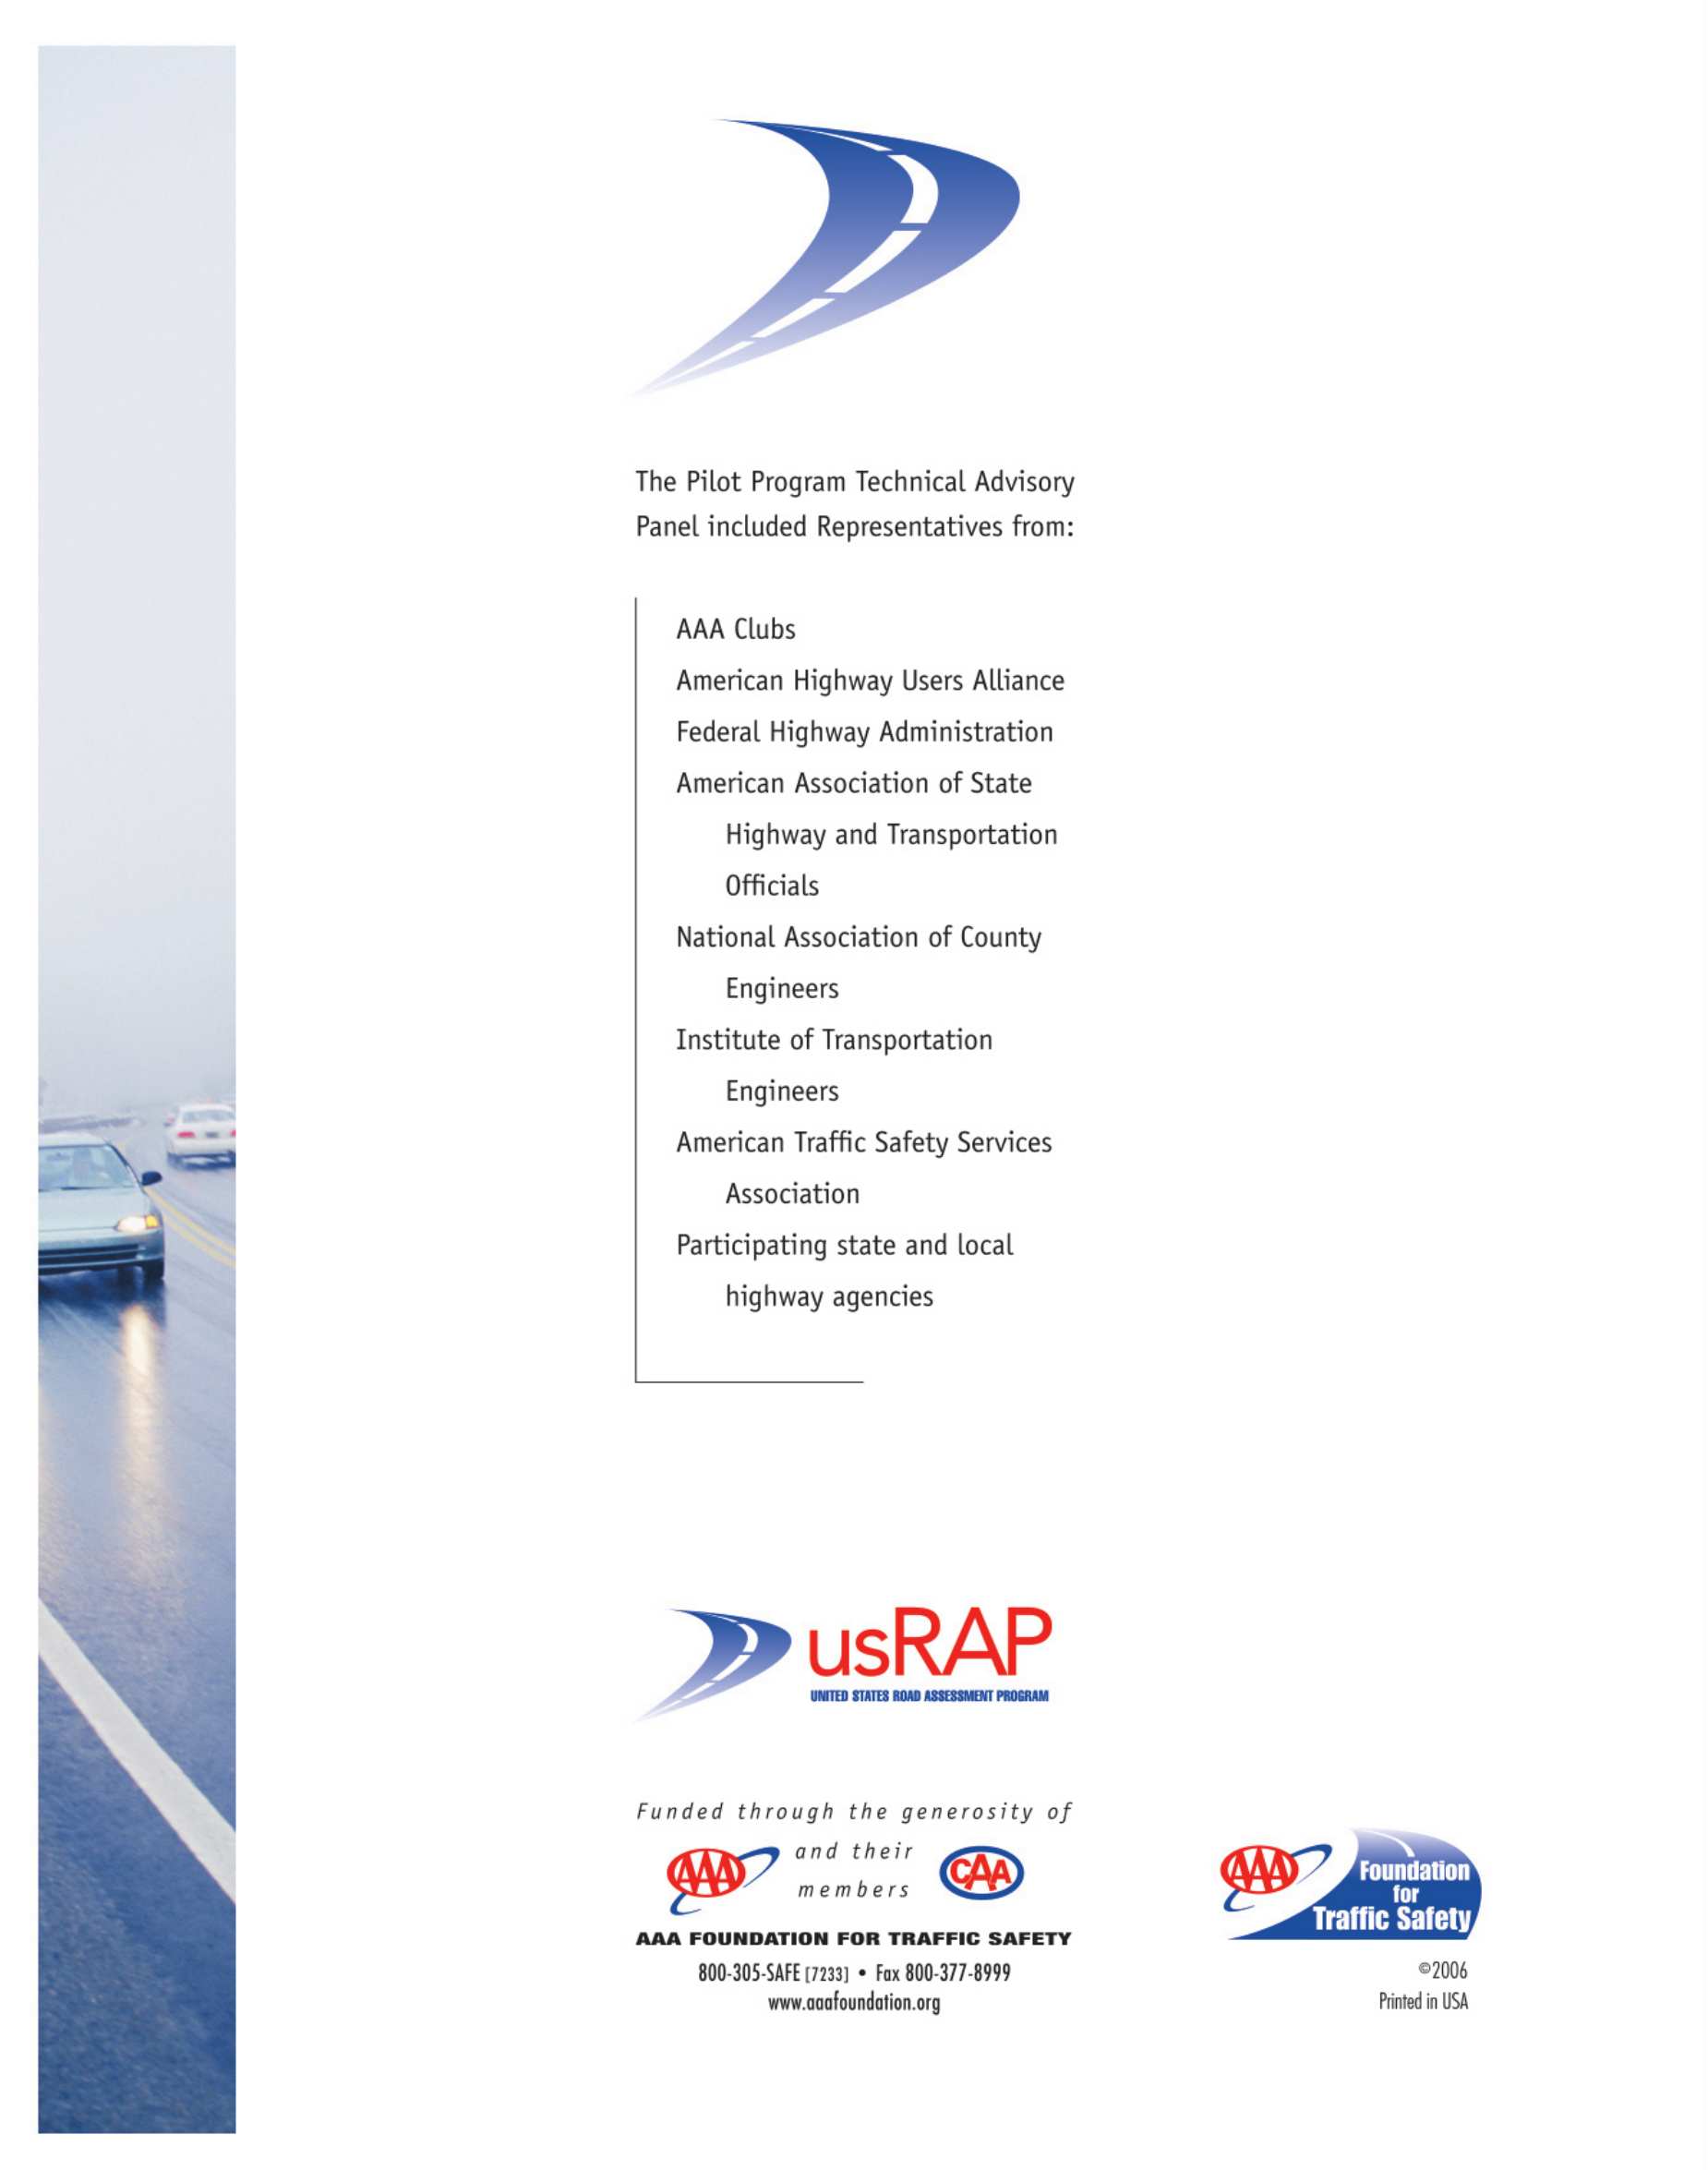 The Pilot Program Technical Advisory
Panel included Representatives from:
AAA Clubs
American Highway Users Alliance
Federal Highway Administration
American Association of State
Highway and Transportation
Officials
National Association of County
Engineers
Institute of Transportation
Engineers
American Traffic Safety Services
Association
Participating state and local
highway agencies
usRAP
UNITED STATES ROAD ASSESSMENT PROGRAM
Funded through the generosity of
AAA and their members CAA
AAA FOUNDATION FOR TRAFFIC SAFETY
800-305-SAFE [7233] • Fax 800-377-8999
www.aaafoundation.org
AAA Foundation
for
Traffic Safety
©2006
Printed in USA